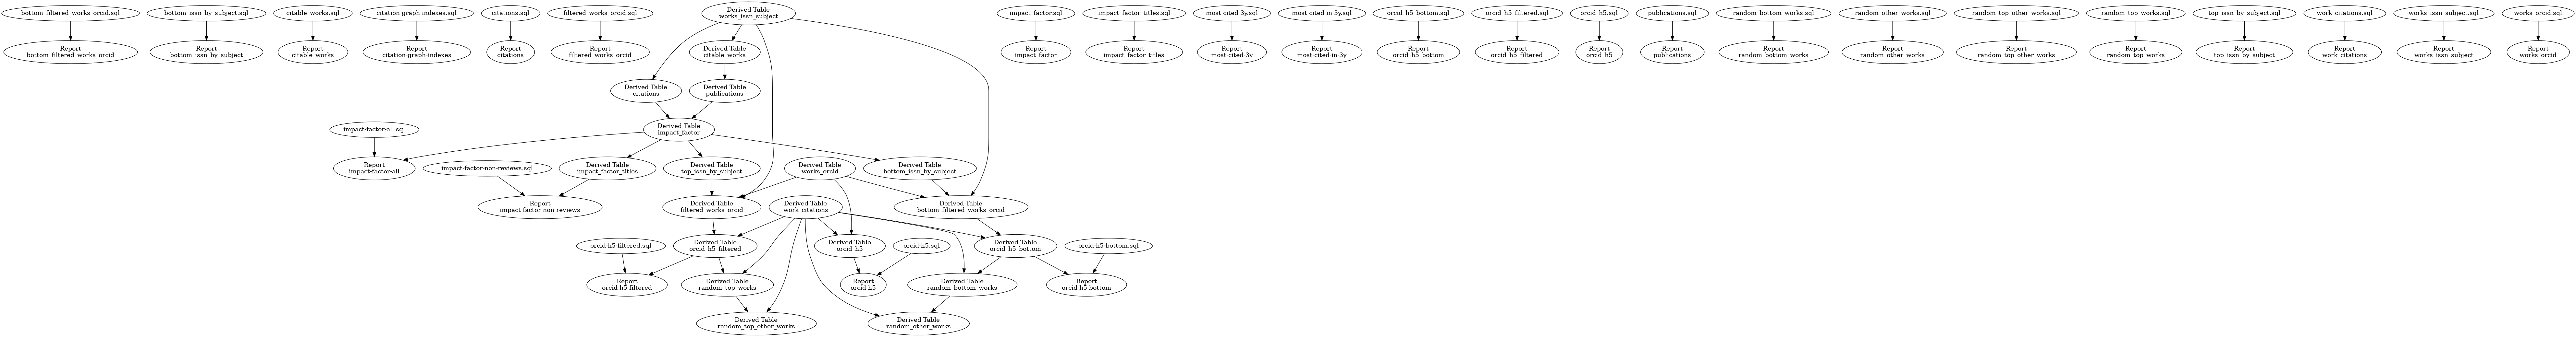 bottom_filtered_works_orcid.sql
bottom_issn_by_subject.sql
citable_works.sql
citation-graph-indexes.sql
citations.sql
filtered_works_orcid.sql
Derived Table
works_issn_subject
impact_factor.sql
impact_factor_titles.sql
most-cited-3y.sql
most-cited-in-3y.sql
orcid_h5_bottom.sql
orcid_h5_filtered.sql
orcid_h5.sql
publications.sql
random_bottom_works.sql
random_other_works.sql
random_top_other_works.sql
random_top_works.sql
top_issn_by_subject.sql
work_citations.sql
works_issn_subject.sql
works_orcid.sql
Report
bottom_filtered_works_orcid
Report
bottom_issn_by_subject
Report
citable_works
Report
citation-graph-indexes
Report
citations
Report
filtered_works_orcid
Derived Table
citable_works
Report
impact_factor
Report
impact_factor_titles
Report
most-cited-3y
Report
most-cited-in-3y
Report
orcid_h5_bottom
Report
orcid_h5_filtered
Report
orcid_h5
Report
publications
Report
random_bottom_works
Report
random_other_works
Report
random_top_other_works
Report
random_top_works
Report
top_issn_by_subject
Report
work_citations
Report
works_issn_subject
Report
works_orcid
Derived Table
citations
Derived Table
publications
impact-factor-all.sql
Derived Table
impact_factor
Report
impact-factor-all
impact-factor-non-reviews.sql
Derived Table
impact_factor_titles
Derived Table
top_issn_by_subject
Derived Table
works_orcid
Derived Table
bottom_issn_by_subject
Report
impact-factor-non-reviews
Derived Table
filtered_works_orcid
Derived Table
work_citations
Derived Table
bottom_filtered_works_orcid
orcid-h5-filtered.sql
Derived Table
orcid_h5_filtered
Derived Table
orcid_h5
orcid-h5.sql
Derived Table
orcid_h5_bottom
orcid-h5-bottom.sql
Report
orcid-h5-filtered
Derived Table
random_top_works
Report
orcid-h5
Derived Table
random_bottom_works
Report
orcid-h5-bottom
Derived Table
random_top_other_works
Derived Table
random_other_works